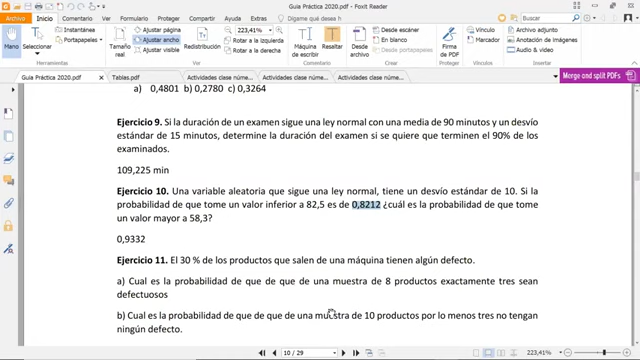 Guia Práctica 2020.pdf - Foxit Reader
Archivo Inicio Comentario Vista Formulario Proteger Compartir Ayuda Dígame qué desea h
Mano
Seleccionar
Instantánea
Portapapeles
Tamaño real
Ajustar página
Ajustar ancho
Ajustar visible
Redistribución
223,41%
Rotar a la izquierda
Rotar a la derecha
Máquina de escribir
Resaltar
Desde archivo
Desde escáner
En blanco
Desde portapapeles
Firma de PDF
Vínculo
Marcador
Archivo adjunto
Anotación de imágenes
Audio & video
Herramientas Ver Comentario Crear Proteger Vínculos Insertar
Guia Práctica 2020.pdf Tablas.pdf Actividades clase núme... Actividades clase núme... Actividades clase núme... Merge and split PDFs
a) 0,4801 b) 0,2780 c) 0,3264
Ejercicio 9. Si la duración de un examen sigue una ley normal con una media de 90 minutos y un desvío
estándar de 15 minutos, determine la duración del examen si se quiere que terminen el 90% de los
examinados.
109,225 min
Ejercicio 10. Una variable aleatoria que sigue una ley normal, tiene un desvío estándar de 10. Si la
probabilidad de que tome un valor inferior a 82,5 es de 0,8212 ¿cuál es la probabilidad de que tome
un valor mayor a 58,3?
0,9332
Ejercicio 11. El 30 % de los productos que salen de una máquina tienen algún defecto.
a) Cual es la probabilidad de que de que de una muestra de 8 productos exactamente tres sean
defectuosos
b) Cual es la probabilidad de que de que de una muestra de 10 productos por lo menos tres no tengan
ningún defecto.
10 / 29
223,41%